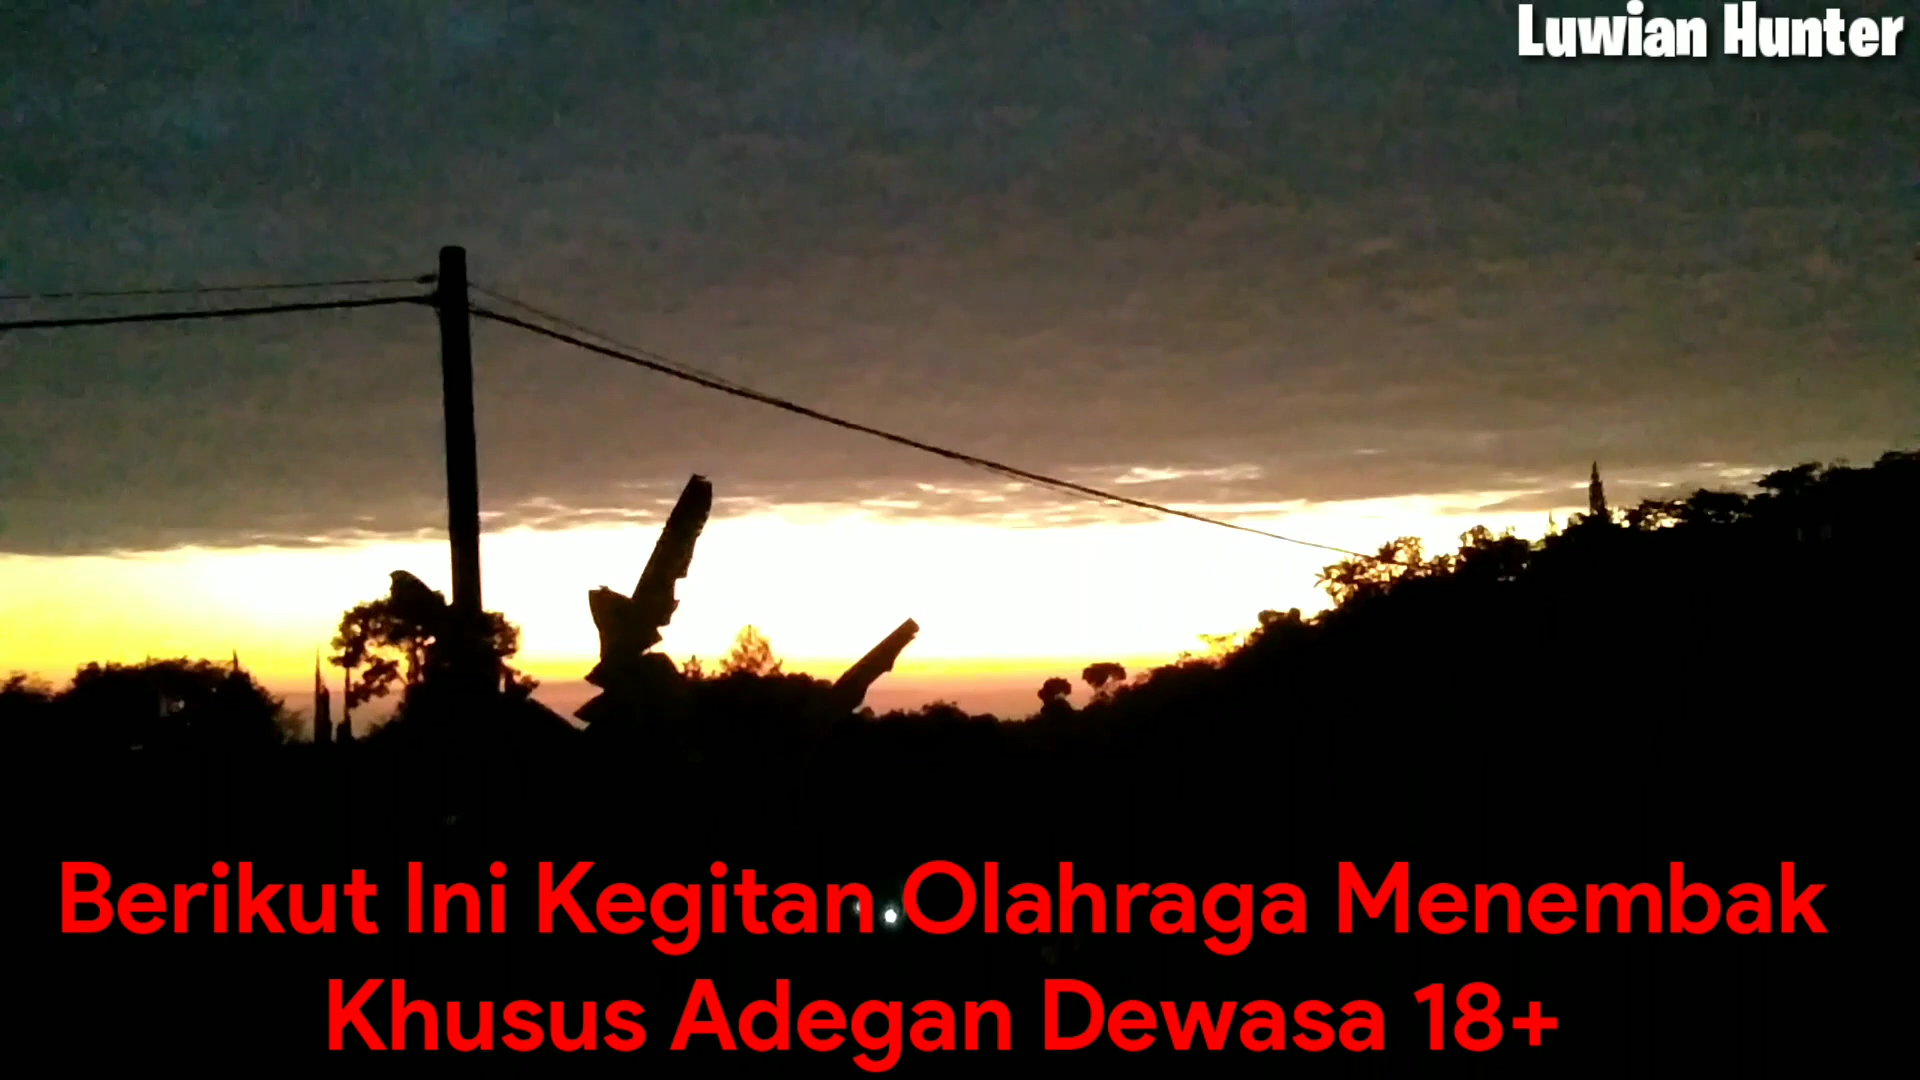 Luwian Hunter
Berikut Ini Kegitan Olahraga Menembak
Khusus Adegan Dewasa 18+